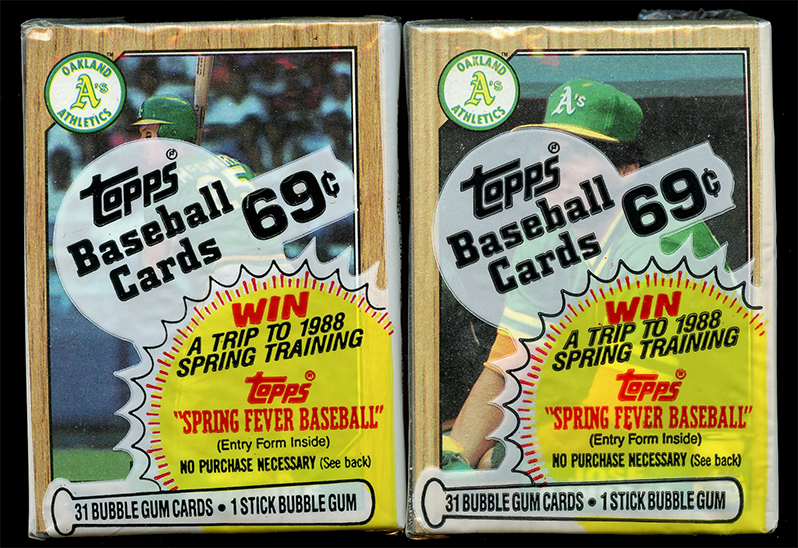 OAKLAND
A's
ATHLETICS
TM
Topps®
Baseball
Cards
69¢
WIN
A TRIP TO 1988
SPRING TRAINING
Topps®
"SPRING FEVER BASEBALL"
(Entry Form Inside)
NO PURCHASE NECESSARY (See back)
31 BUBBLE GUM CARDS • 1 STICK BUBBLE GUM
OAKLAND
A's
ATHLETICS
TM
A's
Topps®
Baseball
Cards
69¢
WIN
A TRIP TO 1988
SPRING TRAINING
Topps®
"SPRING FEVER BASEBALL"
(Entry Form Inside)
NO PURCHASE NECESSARY (See back)
JOSE
31 BUBBLE GUM CARDS • 1 STICK BUBBLE GUM